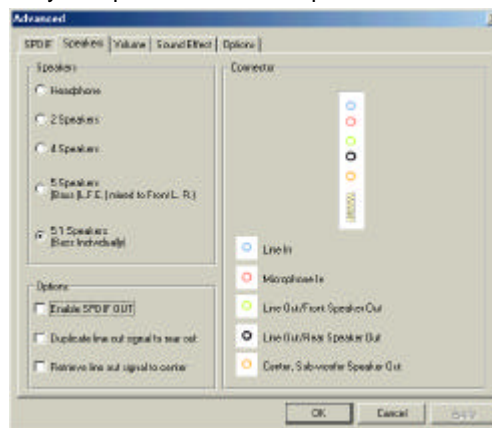 Advanced
SPDIF Speakers Volume Sound Effect Options
Speakers
Headphone
2 Speakers
4 Speakers
5 Speakers
(Bass (L.F.E.) mixed to Front L. R.)
5.1 Speakers
(Bass Individually)
Options
Enable SPDIF OUT
Duplicate line out signal to rear out
Retrieve line out signal to center
Connector
Line In
Microphone In
Line Out/Front Speaker Out
Line Out/Rear Speaker Out
Center, Subwoofer Speaker Out
OK Cancel